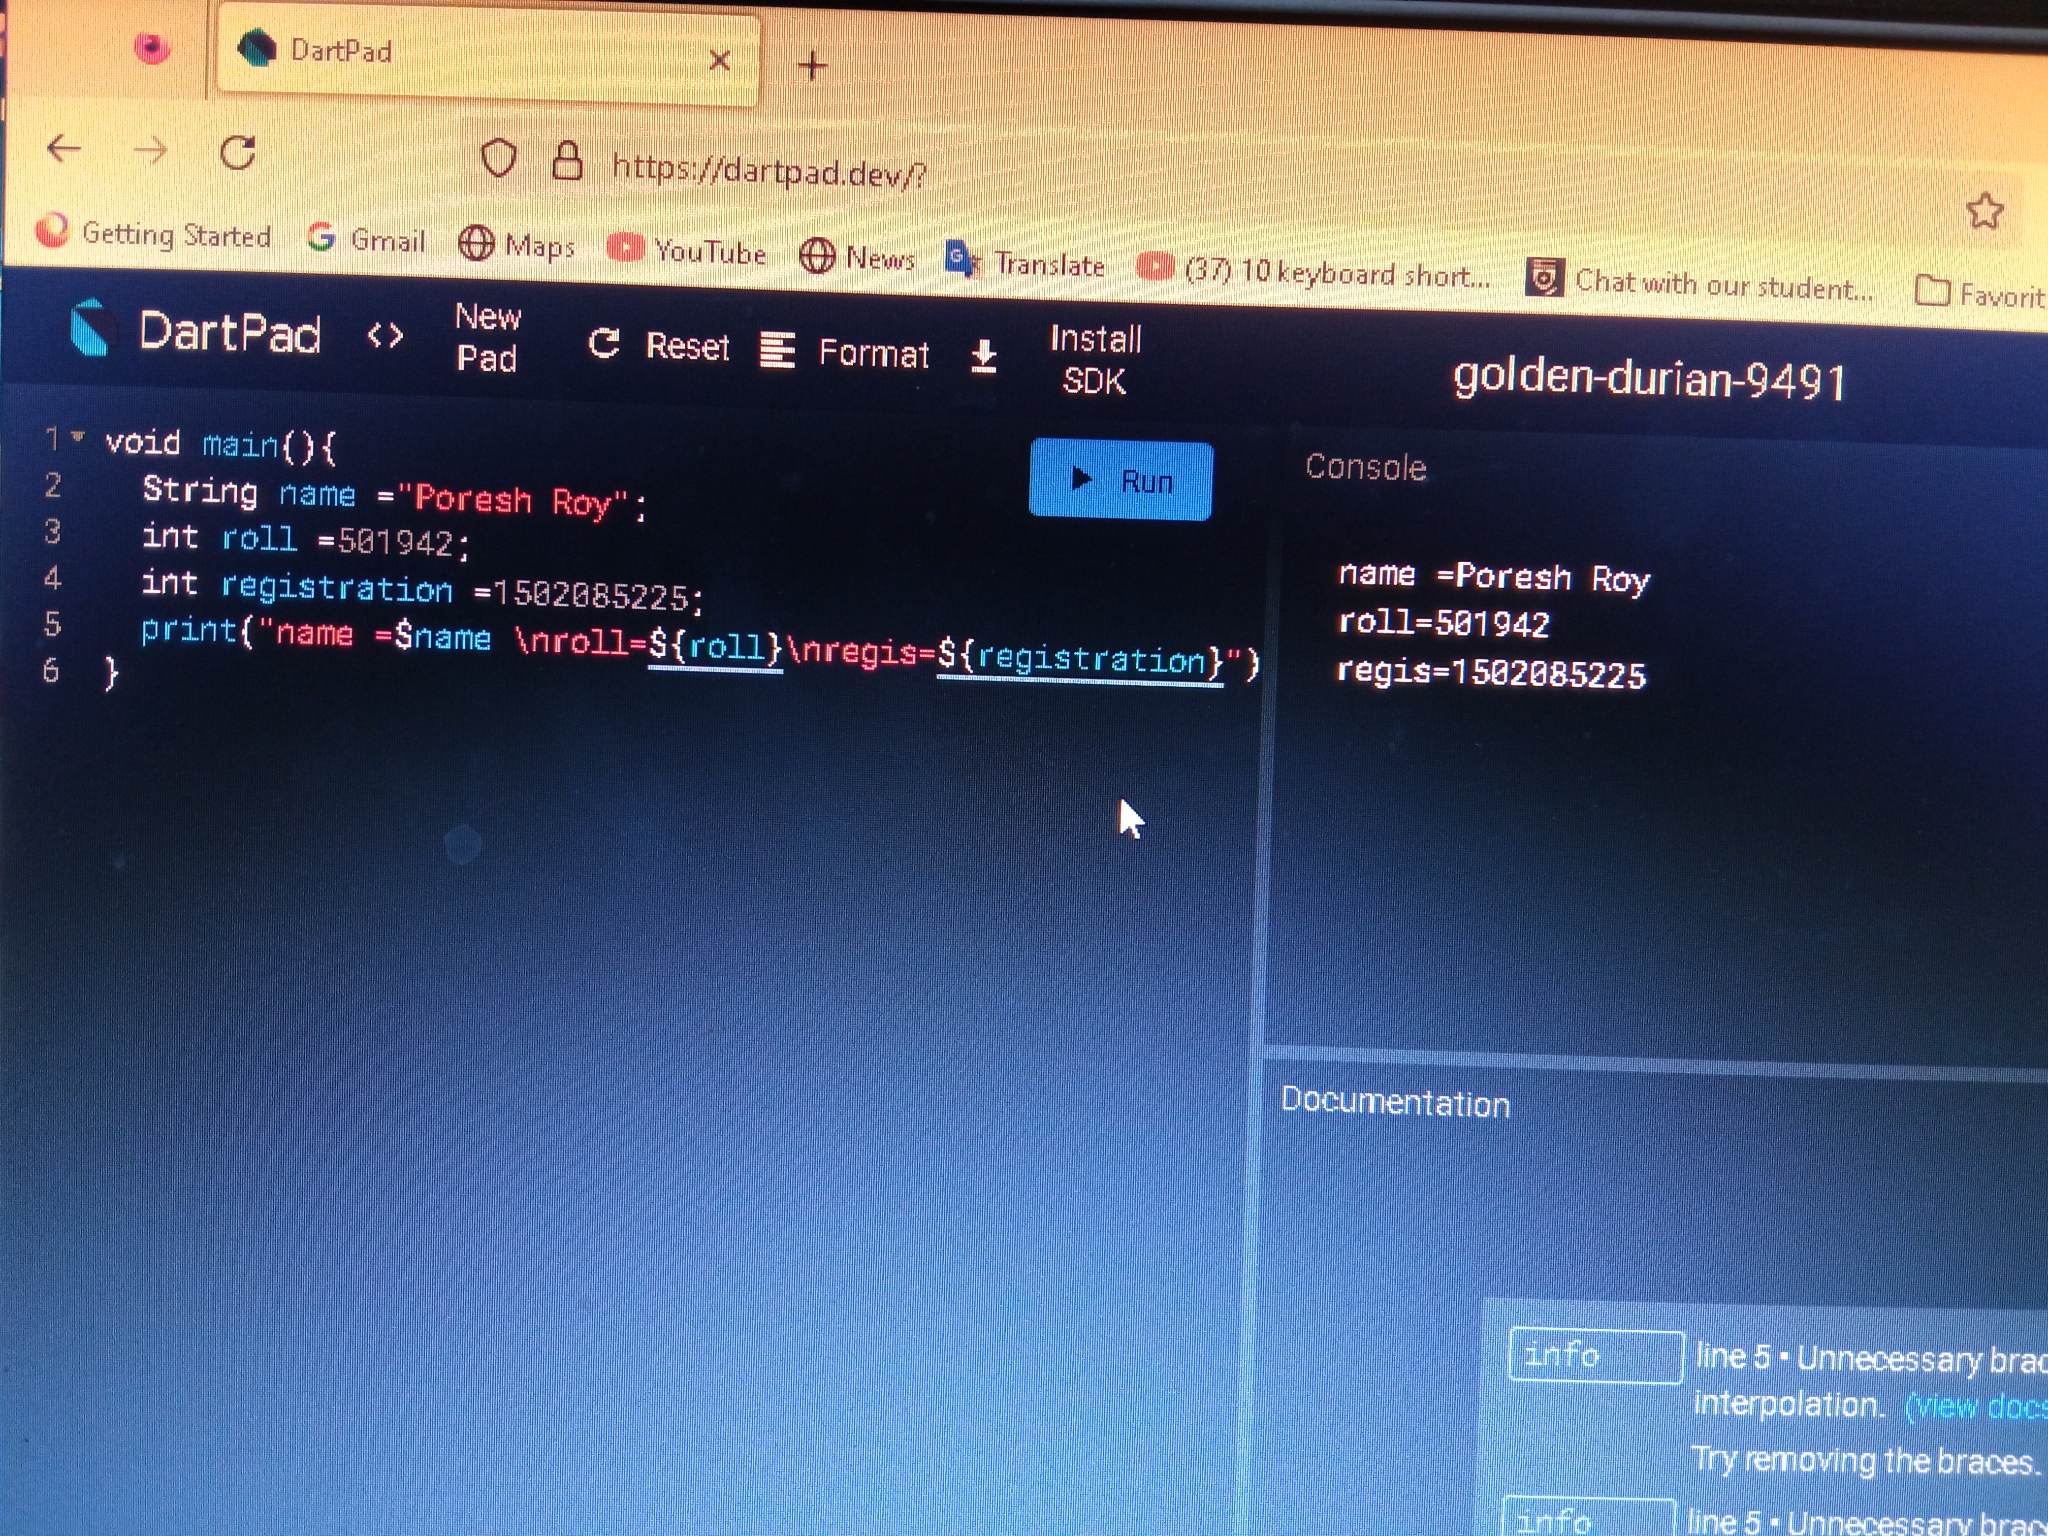 DartPad
https://dartpad.dev/?
Getting Started Gmail Maps YouTube News Translate (37) 10 keyboard short... Chat with our student... Favorit
DartPad <> New Pad Reset Format Install SDK golden-durian-9491
1 void main(){
2 String name ="Poresh Roy";
3 int roll =501942;
4 int registration =1502085225;
5 print("name =$name \nroll=${roll}\nregis=${registration}")
6 }
Run
Console
name =Poresh Roy
roll=501942
regis=1502085225
Documentation
info line 5 • Unnecessary brac
interpolation. (view docs
Try removing the braces.
info line 5 • Unnecessary brac